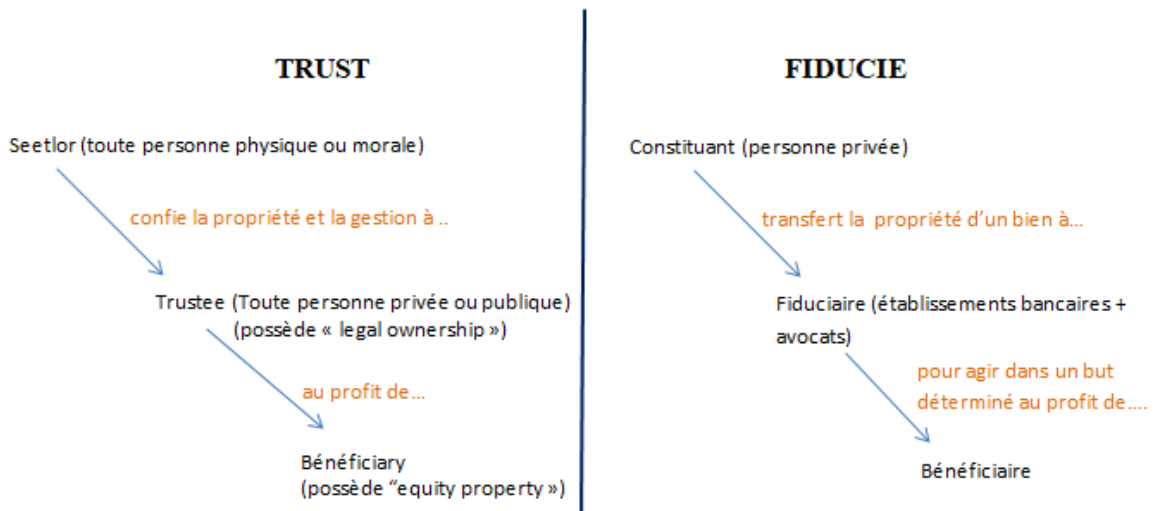 TRUST
Seetlor (toute personne physique ou morale)
confie la propriété et la gestion à ..
Trustee (Toute personne privée ou publique)
(possède « legal ownership »)
au profit de...
Bénéficiary
(possède “equity property »)
FIDUCIE
Constituant (personne privée)
transfert la propriété d’un bien à...
Fiduciaire (établissements bancaires +
avocats)
pour agir dans un but
déterminé au profit de....
Bénéficiaire